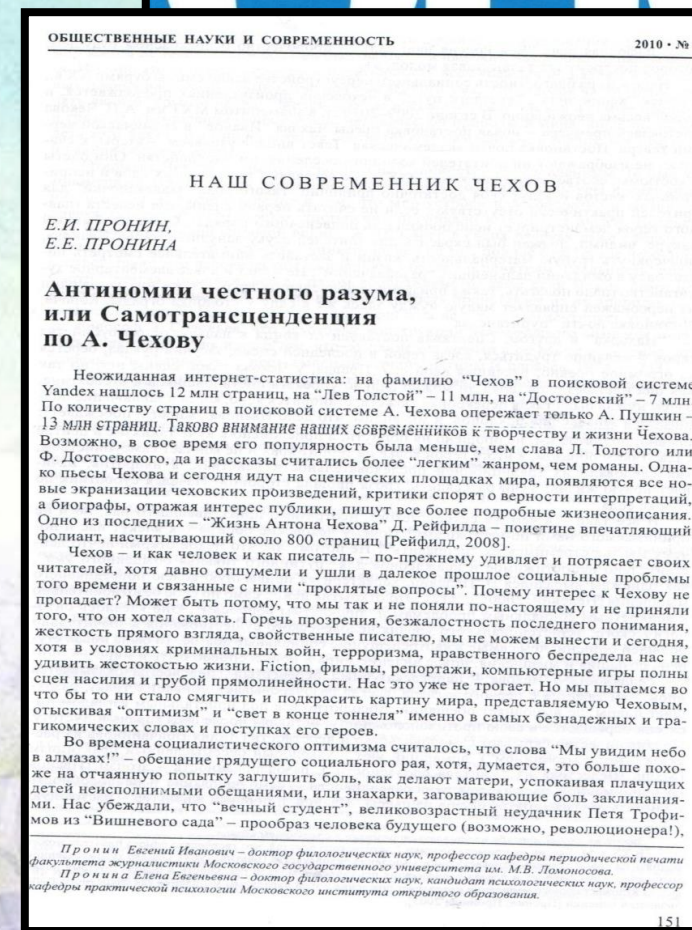 ОБЩЕСТВЕННЫЕ НАУКИ И СОВРЕМЕННОСТЬ 2010 · №
НАШ СОВРЕМЕННИК ЧЕХОВ
Е.И. ПРОНИН,
Е.Е. ПРОНИНА
Антиномии честного разума,
или Самотрансценденция
по А. Чехову
Неожиданная интернет-статистика: на фамилию “Чехов” в поисковой системе
Yandex нашлось 12 млн страниц, на “Лев Толстой” – 11 млн, на “Достоевский” – 7 млн
По количеству страниц в поисковой системе А. Чехова опережает только А. Пушкин –
13 млн страниц. Таково внимание наших современников к творчеству и жизни Чехова.
Возможно, в свое время его популярность была меньше, чем слава Л. Толстого или
Ф. Достоевского, да и рассказы считались более “легким” жанром, чем романы. Одна-
ко пьесы Чехова и сегодня идут на сценических площадках мира, появляются все но-
вые экранизации чеховских произведений, критики спорят о верности интерпретаций,
а биографы, отражая интерес публики, пишут все более подробные жизнеописания.
Одно из последних – “Жизнь Антона Чехова” Д. Рейфилда – поистине впечатляющий
фолиант, насчитывающий около 800 страниц [Рейфилд, 2008].
Чехов – и как человек и как писатель – по-прежнему удивляет и потрясает своих
читателей, хотя давно отшумели и ушли в далекое прошлое социальные проблемы
того времени и связанные с ними “проклятые вопросы”. Почему интерес к Чехову не
пропадает? Может быть потому, что мы так и не поняли по-настоящему и не приняли
того, что он хотел сказать. Горечь прозрения, безжалостность последнего понимания,
жесткость прямого взгляда, свойственные писателю, мы не можем вынести и сегодня,
хотя в условиях криминальных войн, терроризма, нравственного беспредела нас не
удивить жестокостью жизни. Fiction, фильмы, репортажи, компьютерные игры полны
сцен насилия и грубой прямолинейности. Нас это уже не трогает. Но мы пытаемся во
что бы то ни стало смягчить и подкрасить картину мира, представляемую Чеховым,
отыскивая “оптимизм” и “свет в конце тоннеля” именно в самых безнадежных и тра-
гикомических словах и поступках его героев.
Во времена социалистического оптимизма считалось, что слова “Мы увидим небо
в алмазах!” – обещание грядущего социального рая, хотя, думается, это больше похо-
же на отчаянную попытку заглушить боль, как делают матери, успокаивая плачущих
детей неисполнимыми обещаниями, или знахарки, заговаривающие боль заклинания-
ми. Нас убеждали, что “вечный студент”, великовозрастный неудачник Петя Трофи-
мов из “Вишневого сада” – прообраз человека будущего (возможно, революционера!),
Пронин Евгений Иванович – доктор филологических наук, профессор кафедры периодической печати
факультета журналистики Московского государственного университета им. М.В. Ломоносова.
Пронина Елена Евгеньевна – доктор филологических наук, кандидат психологических наук, профессор
кафедры практической психологии Московского института открытого образования.
151